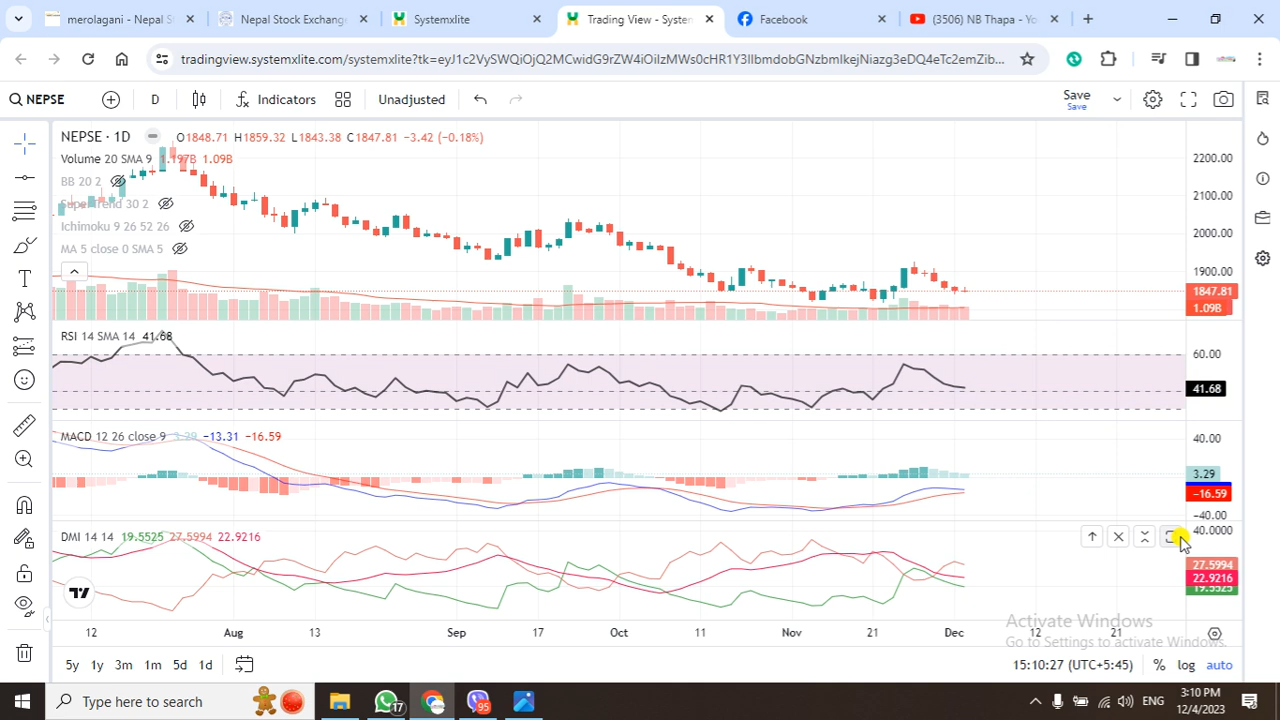 merolagani - Nepal St
Nepal Stock Exchange
Systemxlite
Trading View - System
Facebook
(3506) NB Thapa - Yo
tradingview.systemxlite.com/systemxlite?tk=eyJ1c2VySWQiOjQ2MCwidG9rZW4iOiIzMWs0cHR1Y3IIbmdobGNzbmIkejNiazg3eDQ4eTc2emZib...
NEPSE
D
Indicators
Unadjusted
Save
Save
NEPSE · 1D
O1848.71 H1859.32 L1843.38 C1847.81 −3.42 (−0.18%)
Volume 20 SMA 9 1.197B 1.09B
BB 20 2
SuperTrend 30 2
Ichimoku 9 26 52 26
MA 5 close 0 SMA 5
2200.00
2100.00
2000.00
1900.00
1847.81
1.09B
RSI 14 SMA 14 41.68
60.00
41.68
MACD 12 26 close 9 3.29 −13.31 −16.59
40.00
3.29
−16.59
−40.00
DMI 14 14 19.5525 27.5994 22.9216
40.0000
27.5994
22.9216
19.5525
12 Aug 13 Sep 17 Oct 11 Nov 21 Dec 12 21
Activate Windows
Go to Settings to activate Windows.
5y 1y 3m 1m 5d 1d
15:10:27 (UTC+5:45)
% log auto
Type here to search
17
95
ENG
3:10 PM
12/4/2023